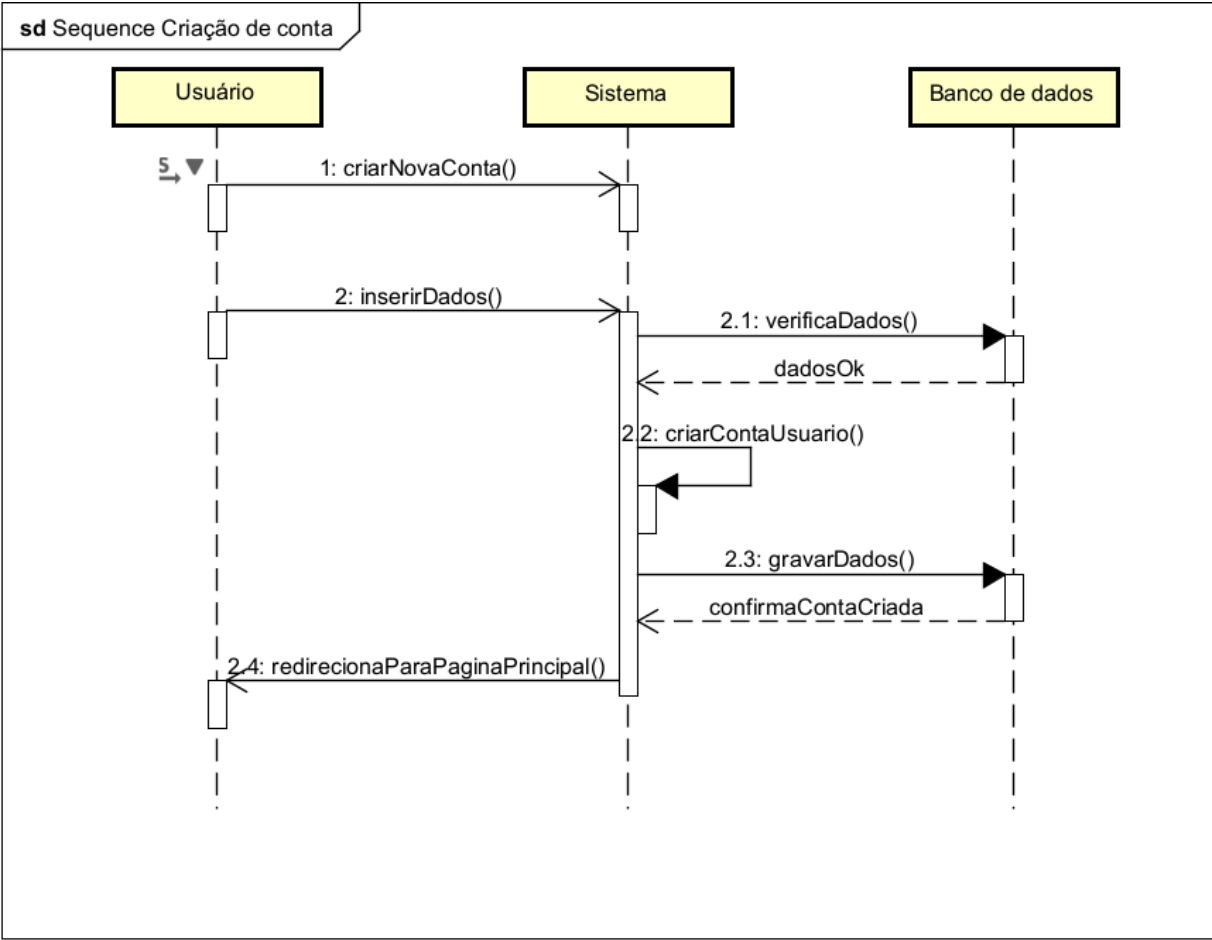 sd Sequence Criação de conta
Usuário
Sistema
Banco de dados
S
1: criarNovaConta()
2: inserirDados()
2.1: verificaDados()
dadosOk
2.2: criarContaUsuario()
2.3: gravarDados()
confirmaContaCriada
2.4: redirecionaParaPaginaPrincipal()